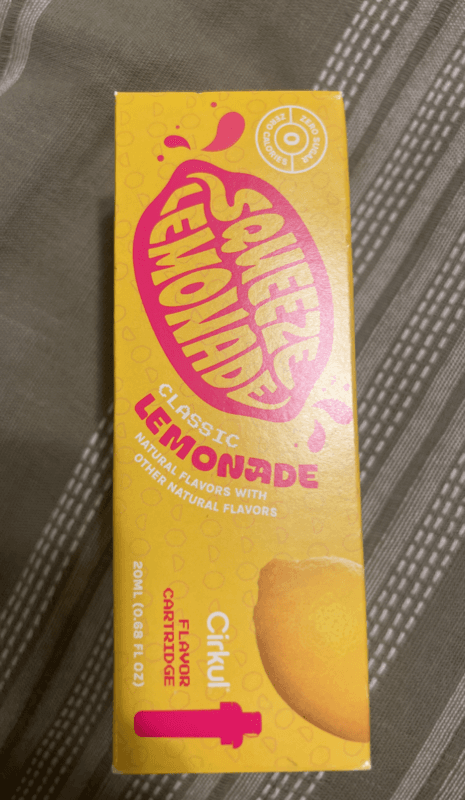 ZERO SUGAR
ZERO CALORIES
0
SQUEEZE
LEMONADE
CLASSIC
LEMONADE
NATURAL FLAVORS WITH
OTHER NATURAL FLAVORS
Cirkul®
FLAVOR
CARTRIDGE
20ML (0.68 FL OZ)